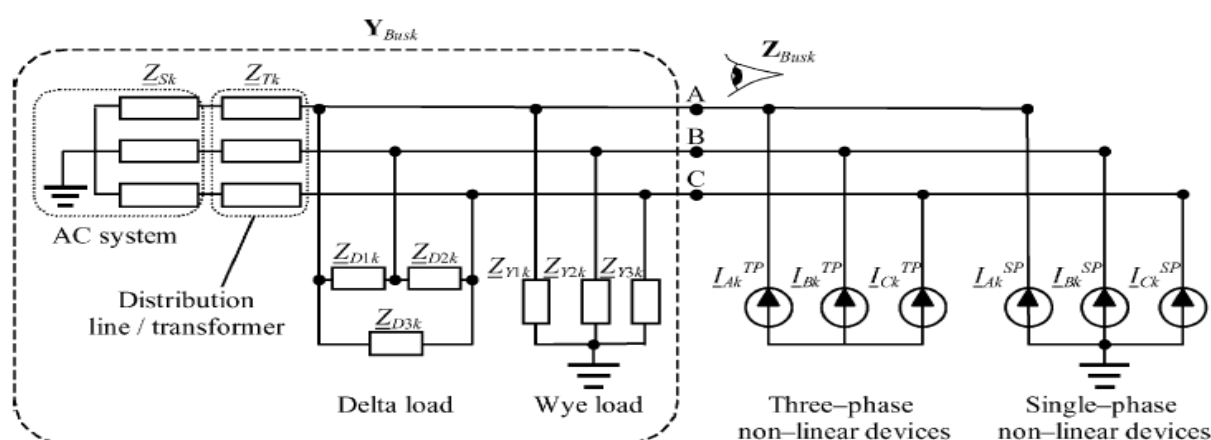 Y_Busk
Z_Sk Z_Tk
Z_Busk
A
B
C
AC system
Distribution
line / transformer
Z_D1k Z_D2k
Z_D3k
Z_Y1k Z_Y2k Z_Y3k
I_Ak^TP I_Bk^TP I_Ck^TP
I_Ak^SP I_Bk^SP I_Ck^SP
Delta load
Wye load
Three–phase
non–linear devices
Single–phase
non–linear devices